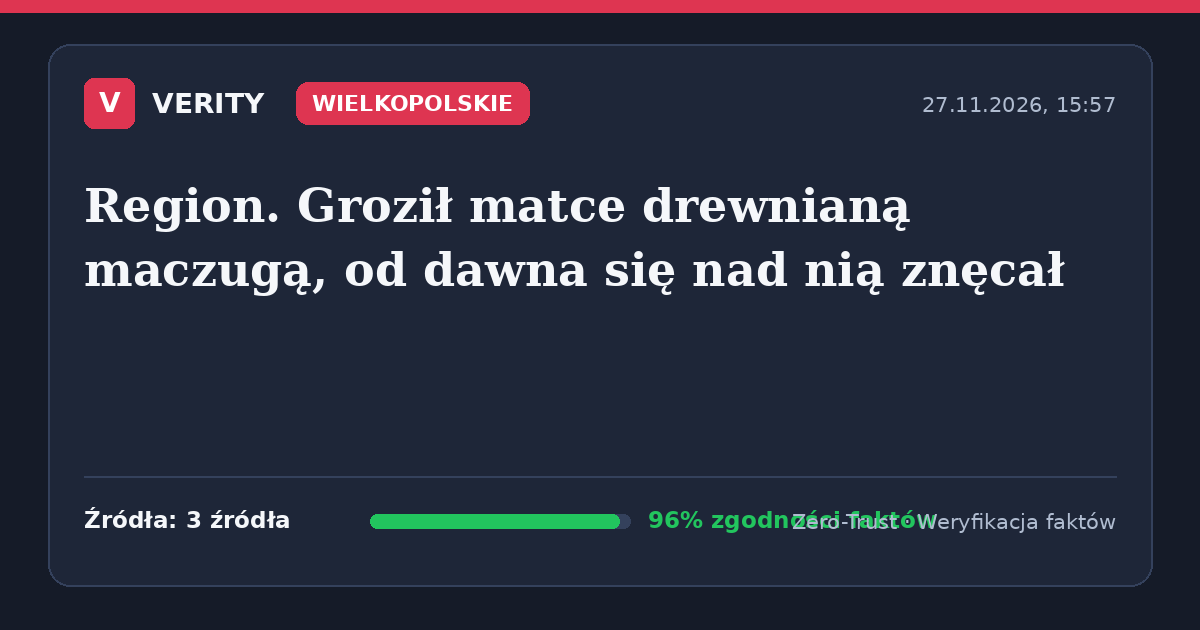 V VERITY WIELKOPOLSKIE 27.11.2026, 15:57
Region. Groził matce drewnianą
maczugą, od dawna się nad nią znęcał
Źródła: 3 źródła 96% zgodności faktów Zero-Trust · Weryfikacja faktów